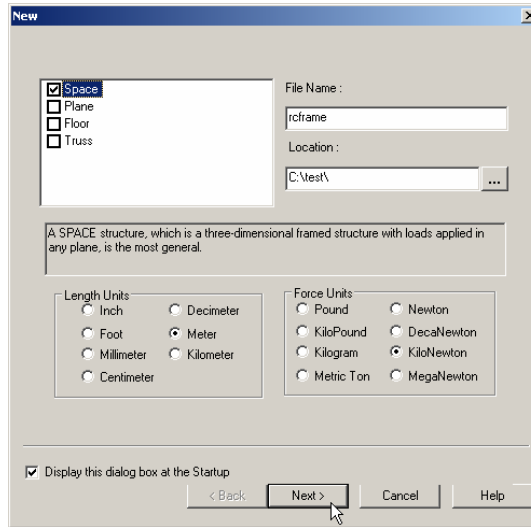 New
Space
Plane
Floor
Truss
File Name :
rcframe
Location :
C:\test\
...
A SPACE structure, which is a three-dimensional framed structure with loads applied in
any plane, is the most general.
Length Units
Inch
Decimeter
Foot
Meter
Millimeter
Kilometer
Centimeter
Force Units
Pound
Newton
KiloPound
DecaNewton
Kilogram
KiloNewton
Metric Ton
MegaNewton
Display this dialog box at the Startup
< Back
Next >
Cancel
Help